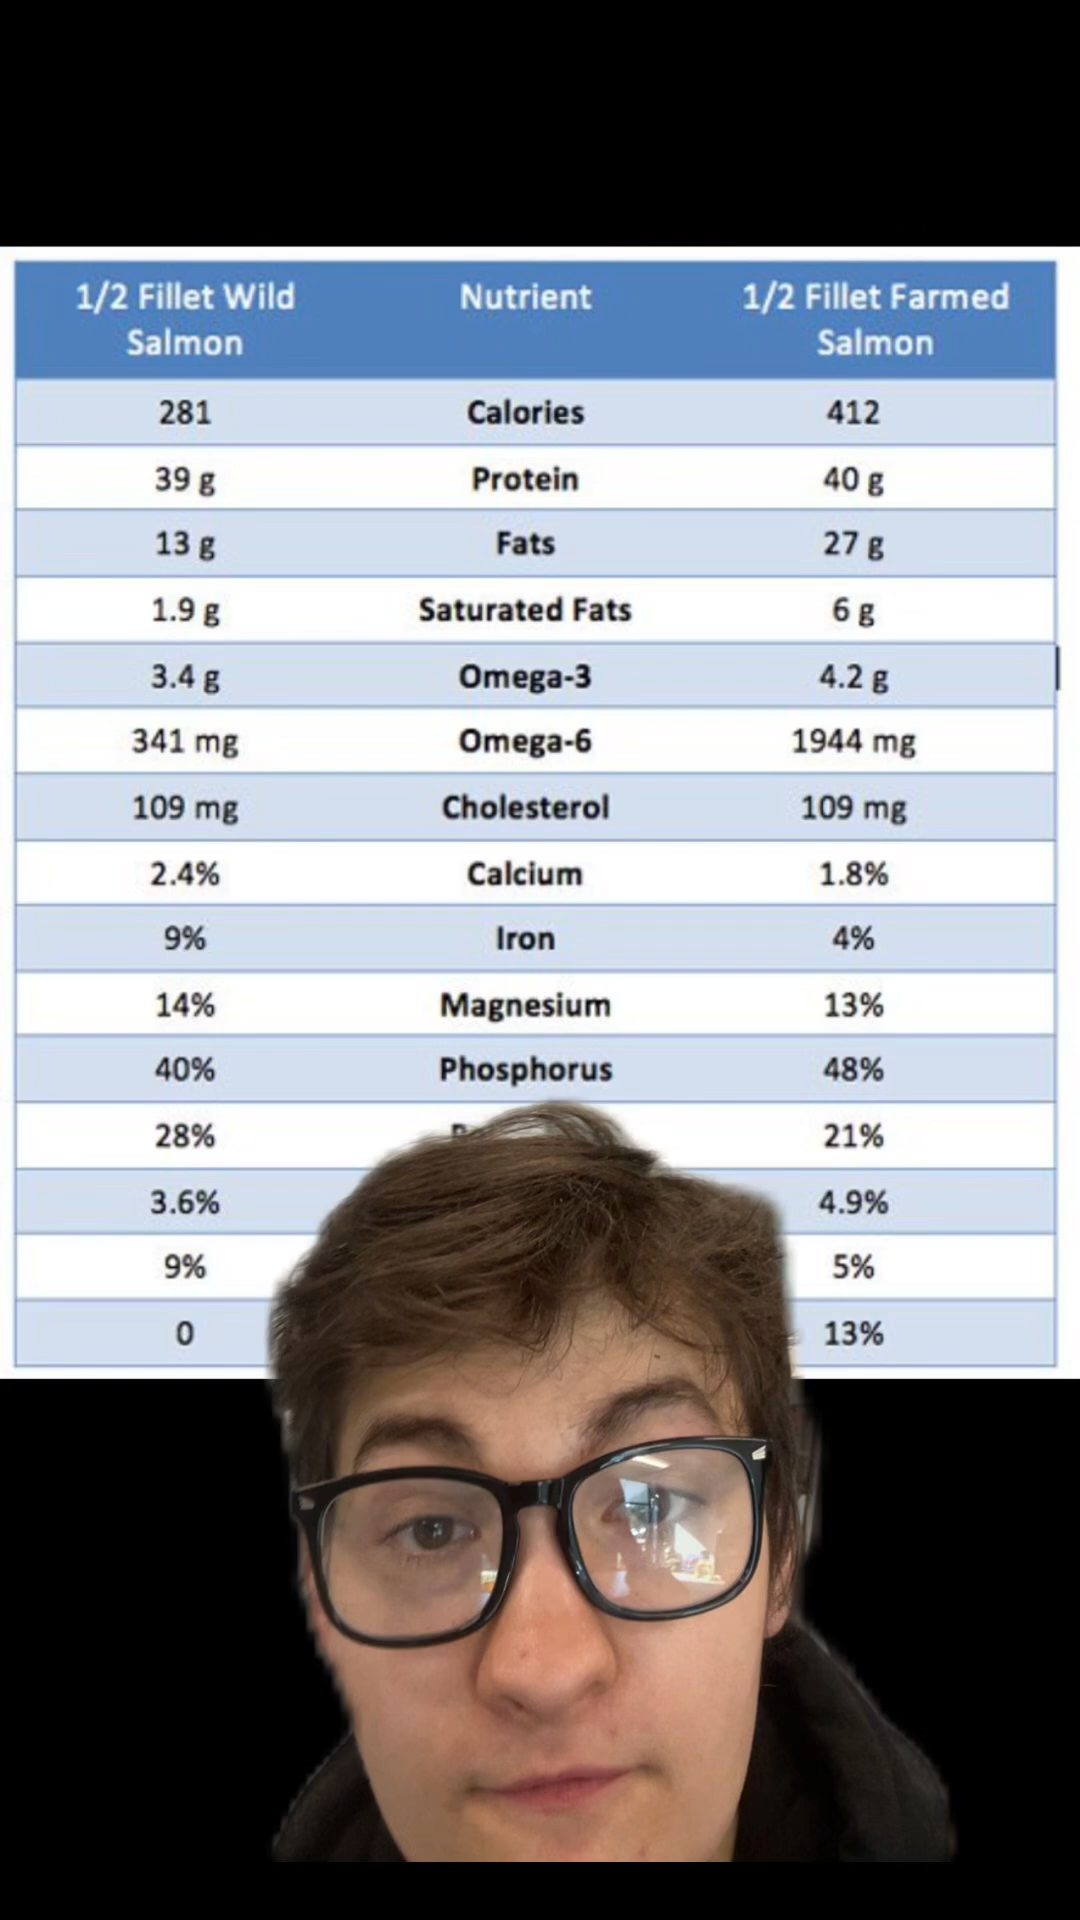 1/2 Fillet Wild Salmon Nutrient 1/2 Fillet Farmed Salmon
281 Calories 412
39 g Protein 40 g
13 g Fats 27 g
1.9 g Saturated Fats 6 g
3.4 g Omega-3 4.2 g
341 mg Omega-6 1944 mg
109 mg Cholesterol 109 mg
2.4% Calcium 1.8%
9% Iron 4%
14% Magnesium 13%
40% Phosphorus 48%
28% 21%
3.6% 4.9%
9% 5%
0 13%